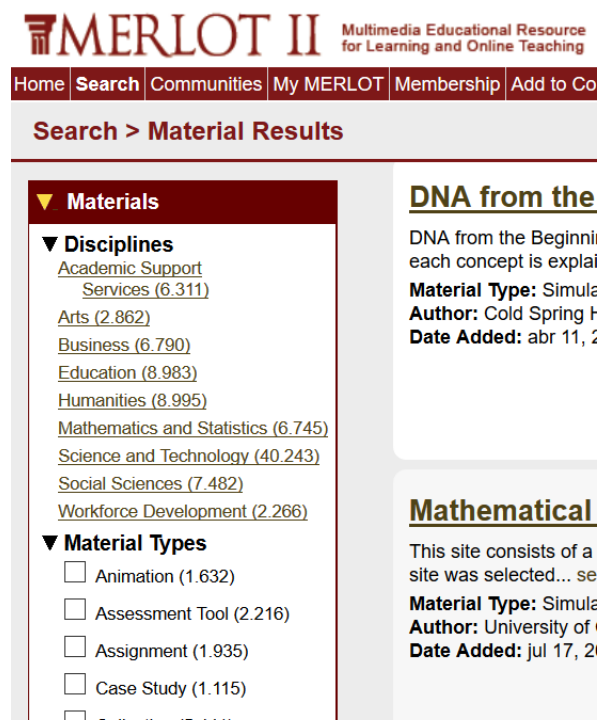 MERLOT II
Multimedia Educational Resource
for Learning and Online Teaching
Home Search Communities My MERLOT Membership Add to Co
Search > Material Results
Materials
Disciplines
Academic Support
Services (6.311)
Arts (2.862)
Business (6.790)
Education (8.983)
Humanities (8.995)
Mathematics and Statistics (6.745)
Science and Technology (40.243)
Social Sciences (7.482)
Workforce Development (2.266)
Material Types
Animation (1.632)
Assessment Tool (2.216)
Assignment (1.935)
Case Study (1.115)
DNA from the
DNA from the Beginni
each concept is explai
Material Type: Simula
Author: Cold Spring H
Date Added: abr 11, 2
Mathematical
This site consists of a
site was selected... se
Material Type: Simula
Author: University of
Date Added: jul 17, 20